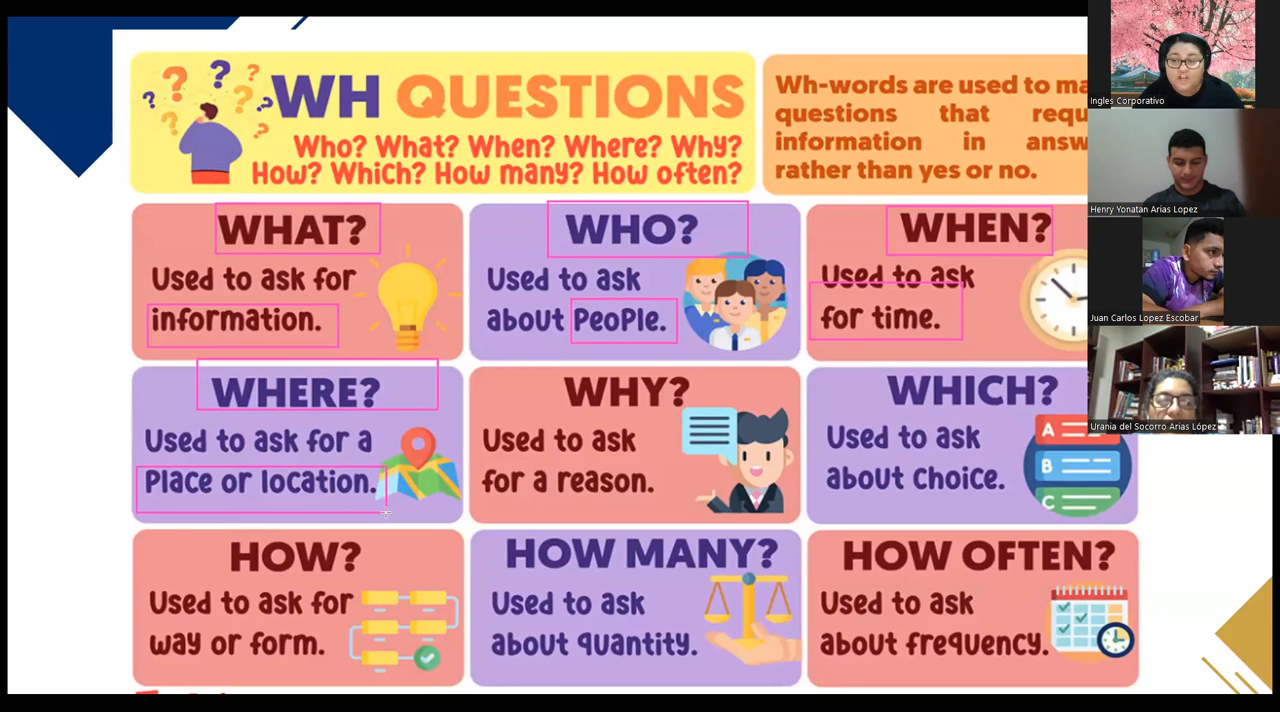 WH QUESTIONS
Who? What? When? Where? Why?
How? Which? How many? How often?
Wh-words are used to ma
questions that requ
information in answ
rather than yes or no.
WHAT?
Used to ask for
information.
WHO?
Used to ask
about PeoPle.
WHEN?
Used to ask
for time.
WHERE?
Used to ask for a
Place or location.
WHY?
Used to ask
for a reason.
WHICH?
Used to ask
about Choice.
A
B
C
HOW?
Used to ask for
way or form.
HOW MANY?
Used to ask
about quantity.
HOW OFTEN?
Used to ask
about frequency.
Ingles Corporativo
Henry Yonatan Arias Lopez
Juan Carlos Lopez Escobar
Urania del Socorro Arias López